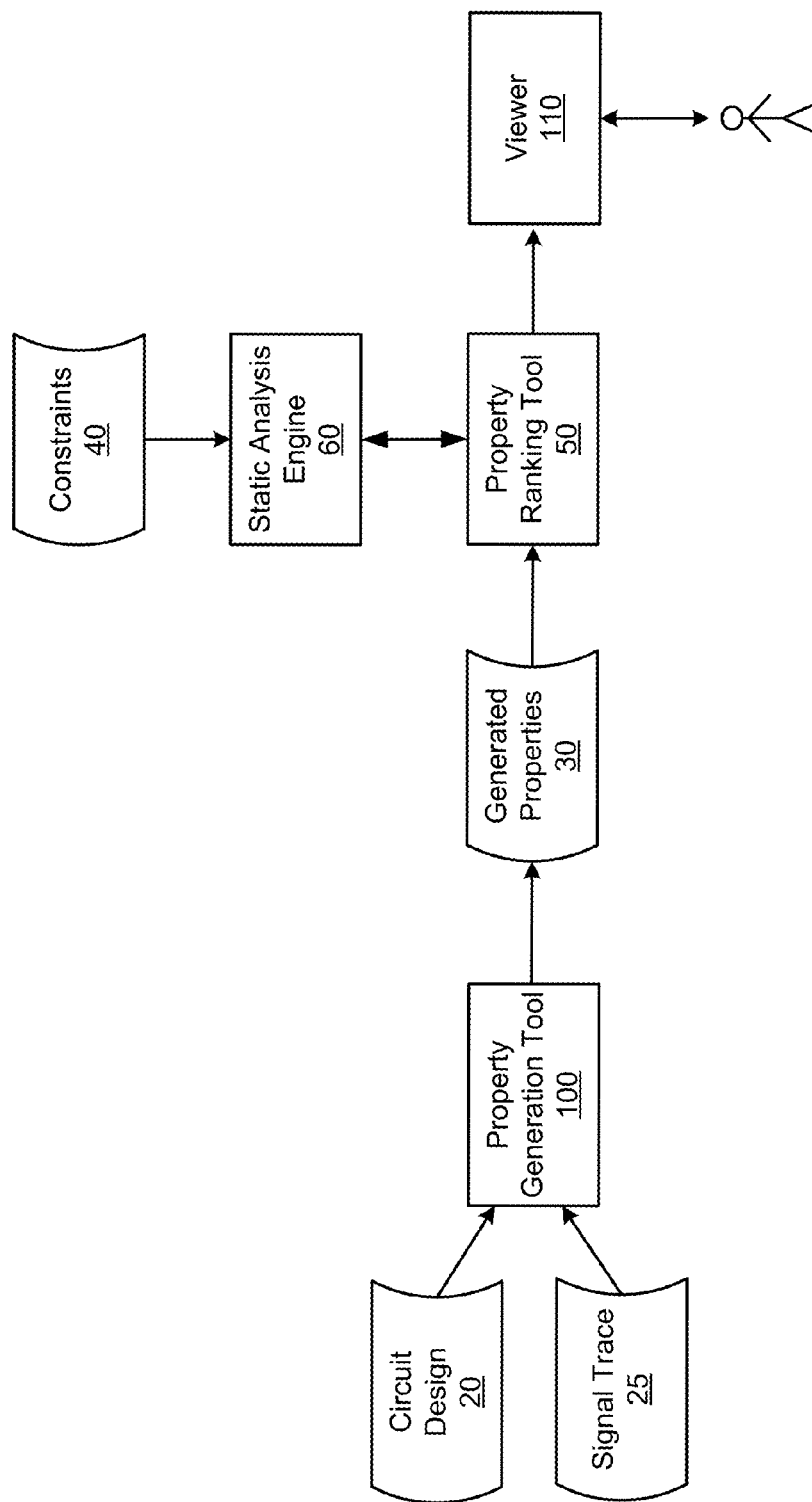 Circuit
Design
20
Signal Trace
25
Property
Generation Tool
100
Generated
Properties
30
Constraints
40
Static Analysis
Engine
60
Property
Ranking Tool
50
Viewer
110